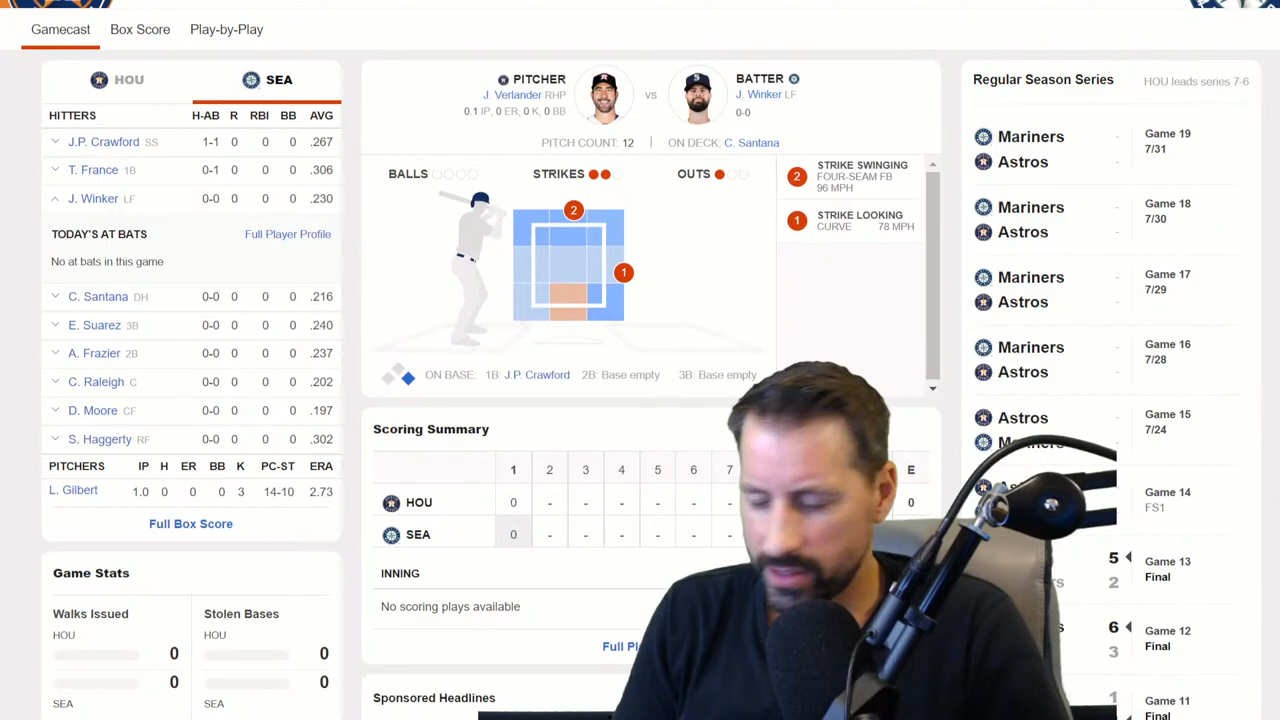 Gamecast Box Score Play-by-Play
HOU SEA
HITTERS H-AB R RBI BB AVG
J.P. Crawford SS 1-1 0 0 0 .267
T. France 1B 0-1 0 0 0 .306
J. Winker LF 0-0 0 0 0 .230
TODAY'S AT BATS Full Player Profile
No at bats in this game
C. Santana DH 0-0 0 0 0 .216
E. Suarez 3B 0-0 0 0 0 .240
A. Frazier 2B 0-0 0 0 0 .237
C. Raleigh C 0-0 0 0 0 .202
D. Moore CF 0-0 0 0 0 .197
S. Haggerty RF 0-0 0 0 0 .302
PITCHERS IP H ER BB K PC-ST ERA
L. Gilbert 1.0 0 0 0 3 14-10 2.73
Full Box Score
Game Stats
Walks Issued Stolen Bases
HOU HOU
0 0
0 0
SEA SEA
PITCHER
J. Verlander RHP
0.1 IP, 0 ER, 0 K, 0 BB
vs
BATTER
J. Winker LF
0-0
PITCH COUNT: 12 ON DECK: C. Santana
BALLS STRIKES OUTS
2
1
2 STRIKE SWINGING
FOUR-SEAM FB
96 MPH
1 STRIKE LOOKING
CURVE 78 MPH
ON BASE: 1B: J.P. Crawford 2B: Base empty 3B: Base empty
Scoring Summary
1 2 3 4 5 6 7 E
HOU 0 - - - - - - 0
SEA 0 - - - - - -
INNING
No scoring plays available
Full Pl
Sponsored Headlines
Regular Season Series HOU leads series 7-6
Mariners - Game 19
Astros - 7/31
Mariners - Game 18
Astros - 7/30
Mariners - Game 17
Astros - 7/29
Mariners - Game 16
Astros - 7/28
Astros - Game 15
Mariners 7/24
Game 14
FS1
5 Game 13
2 Final
6 Game 12
3 Final
1 Game 11
Final